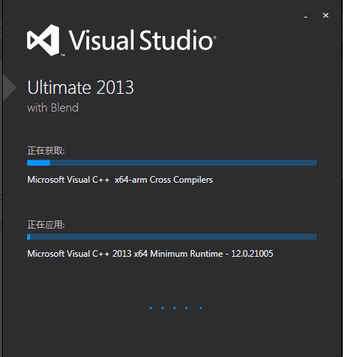 Visual Studio
Ultimate 2013
with Blend
正在获取:
Microsoft Visual C++ x64-arm Cross Compilers
正在应用:
Microsoft Visual C++ 2013 x64 Minimum Runtime - 12.0.21005